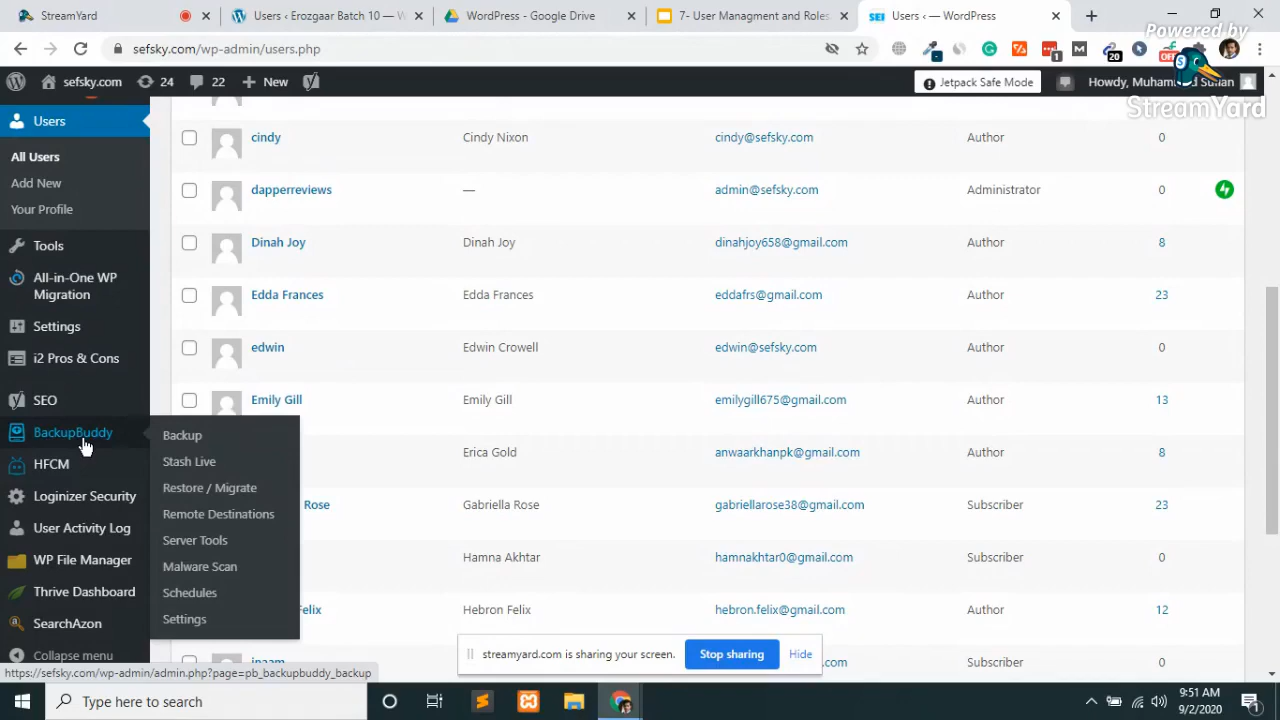 StreamYard
Users ‹ Erozgaar Batch 10 — W
WordPress - Google Drive
7- User Managment and Roles
Users ‹ — WordPress
Powered by
StreamYard
sefsky.com/wp-admin/users.php
1
20
OFF
sefsky.com
24
22
New
Jetpack Safe Mode
Howdy, Muhammad Sufian
Users
All Users
Add New
Your Profile
Tools
All-in-One WP
Migration
Settings
i2 Pros & Cons
SEO
BackupBuddy
HFCM
Loginizer Security
User Activity Log
WP File Manager
Thrive Dashboard
SearchAzon
Collapse menu
Backup
Stash Live
Restore / Migrate
Remote Destinations
Server Tools
Malware Scan
Schedules
Settings
cindy Cindy Nixon cindy@sefsky.com Author 0
dapperreviews — admin@sefsky.com Administrator 0
Dinah Joy Dinah Joy dinahjoy658@gmail.com Author 8
Edda Frances Edda Frances eddafrs@gmail.com Author 23
edwin Edwin Crowell edwin@sefsky.com Author 0
Emily Gill Emily Gill emilygill675@gmail.com Author 13
Erica Gold anwaarkhanpk@gmail.com Author 8
Rose Gabriella Rose gabriellarose38@gmail.com Subscriber 23
Hamna Akhtar hamnakhtar0@gmail.com Subscriber 0
Felix Hebron Felix hebron.felix@gmail.com Author 12
.com Subscriber 0
streamyard.com is sharing your screen. Stop sharing Hide
https://sefsky.com/wp-admin/admin.php?page=pb_backupbuddy_backup
Type here to search
9:51 AM
9/2/2020
1